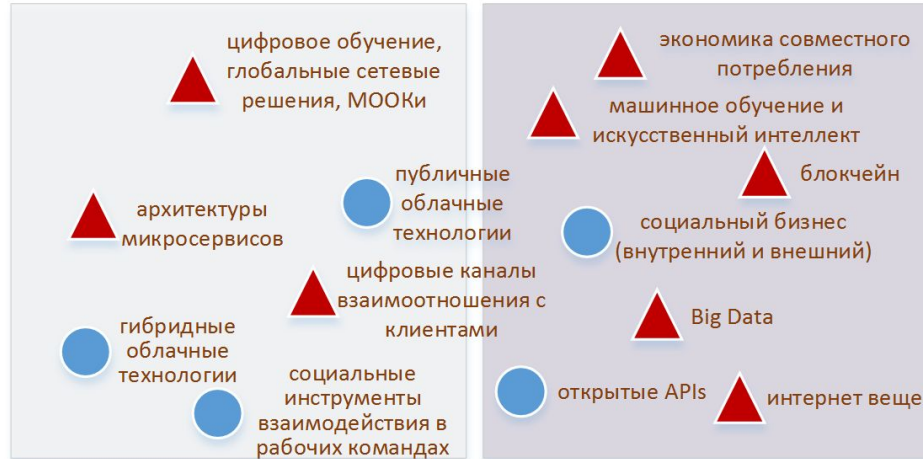 цифровое обучение,
глобальные сетевые
решения, МООКи
архитектуры
микросервисов
публичные
облачные
технологии
цифровые каналы
взаимоотношения с
клиентами
гибридные
облачные
технологии
социальные
инструменты
взаимодействия в
рабочих командах
экономика совместного
потребления
машинное обучение и
искусственный интеллект
блокчейн
социальный бизнес
(внутренний и внешний)
Big Data
открытые APIs
интернет веще